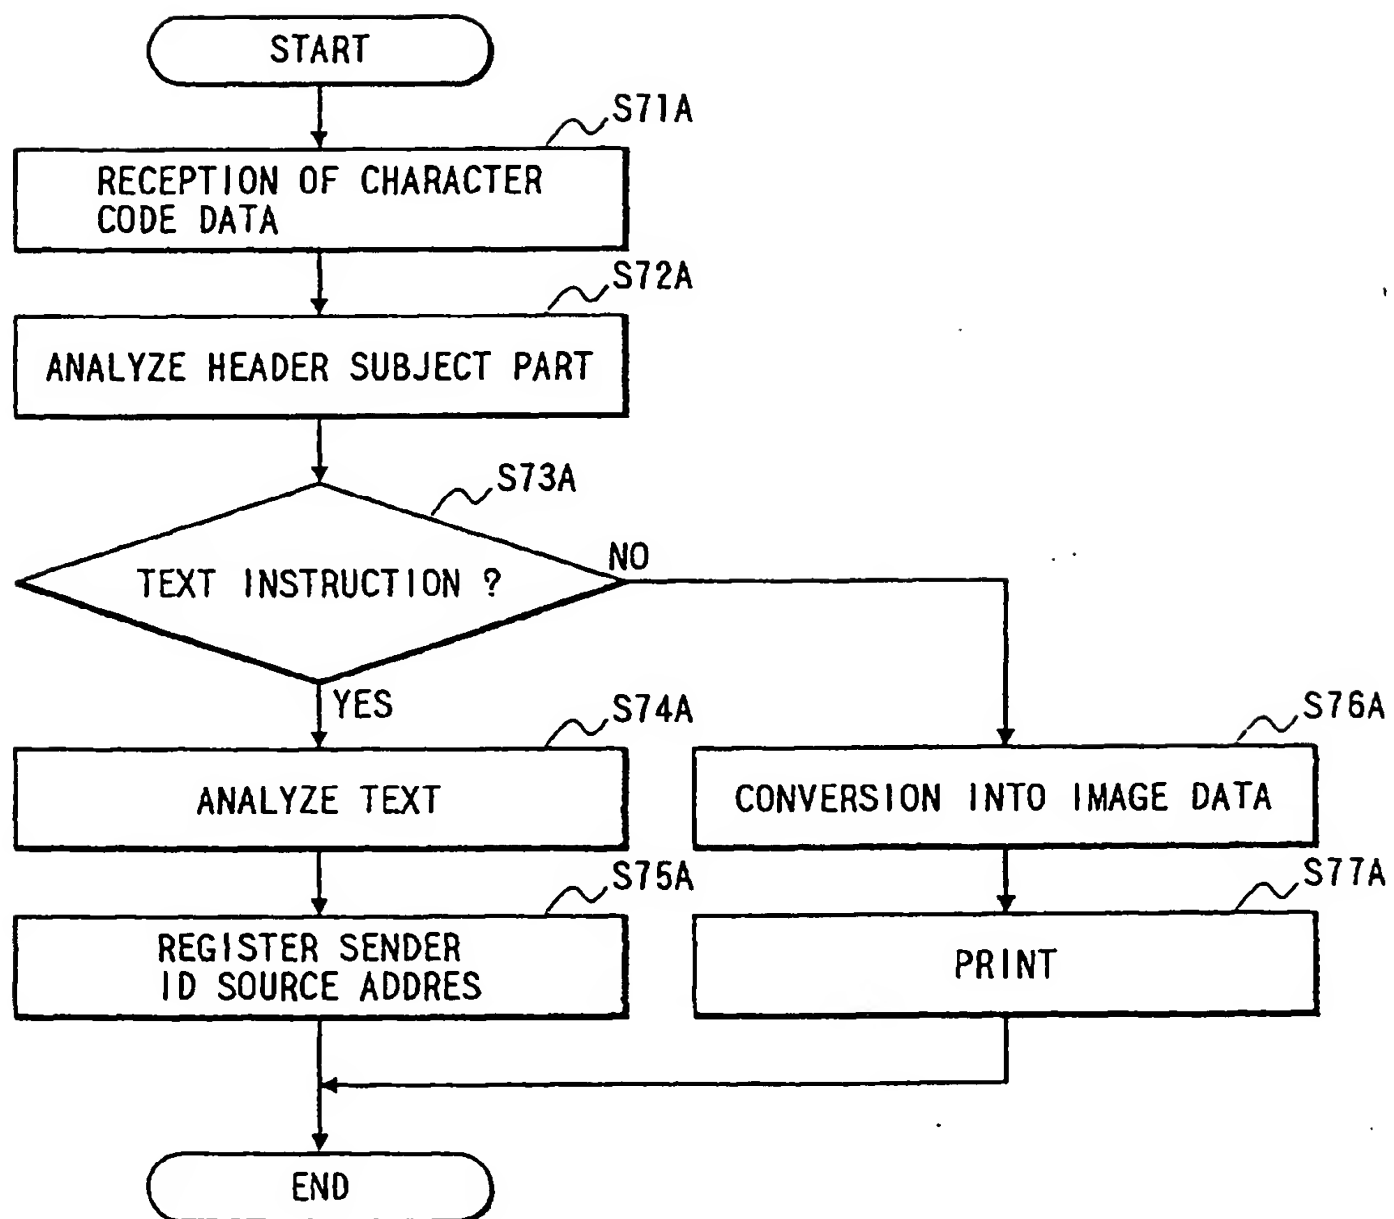 START
S71A
RECEPTION OF CHARACTER
CODE DATA
S72A
ANALYZE HEADER SUBJECT PART
S73A
TEXT INSTRUCTION ?
NO
YES
S74A
ANALYZE TEXT
S76A
CONVERSION INTO IMAGE DATA
S75A
REGISTER SENDER
ID SOURCE ADDRES
S77A
PRINT
END